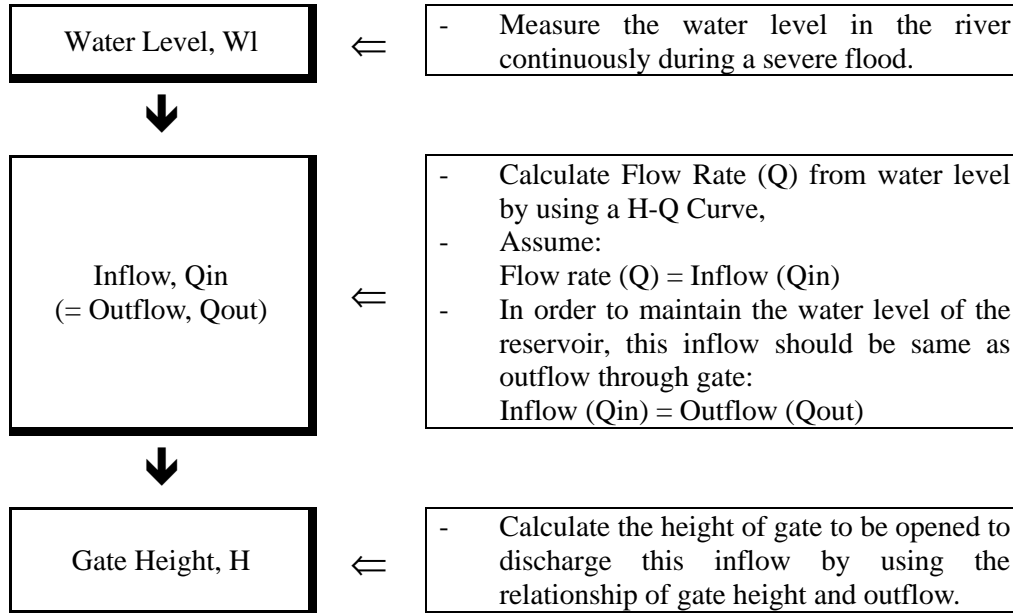 Water Level, Wl
⇐
- Measure the water level in the river
continuously during a severe flood.
Inflow, Qin
(= Outflow, Qout)
⇐
- Calculate Flow Rate (Q) from water level
by using a H-Q Curve,
- Assume:
Flow rate (Q) = Inflow (Qin)
- In order to maintain the water level of the
reservoir, this inflow should be same as
outflow through gate:
Inflow (Qin) = Outflow (Qout)
Gate Height, H
⇐
- Calculate the height of gate to be opened to
discharge this inflow by using the
relationship of gate height and outflow.